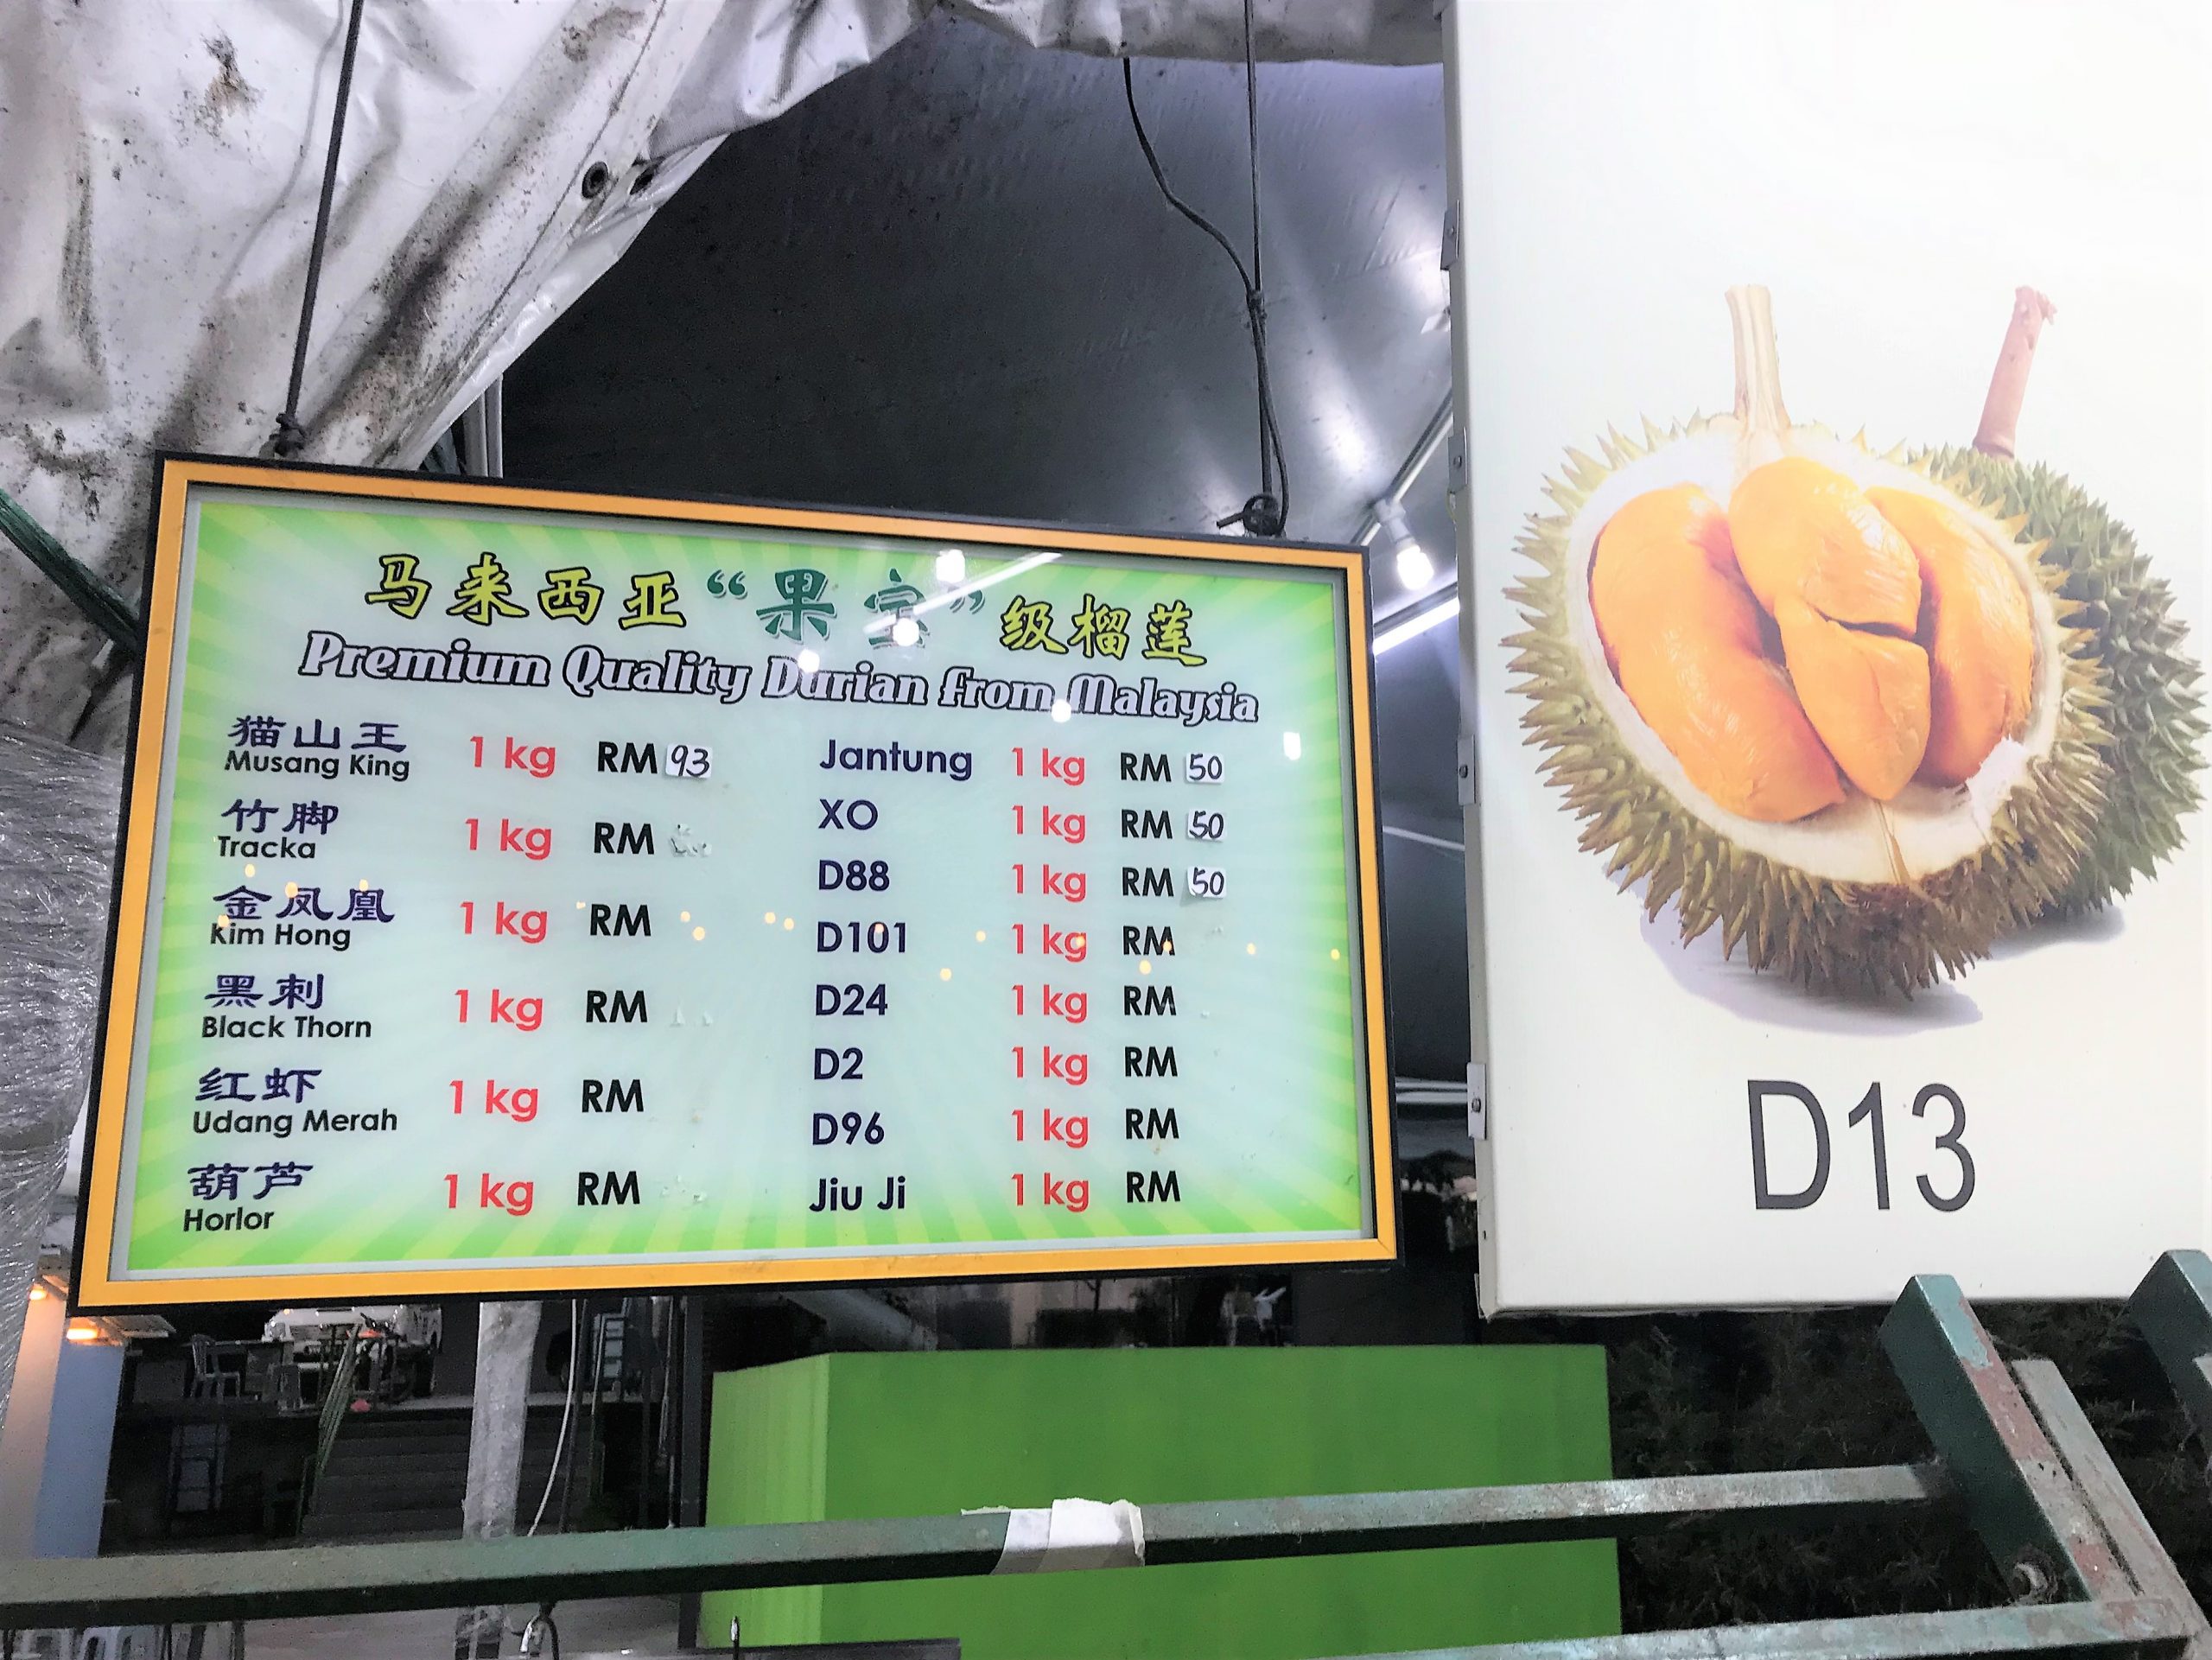 马来西亚“果宝”级榴莲
Premium Quality Durian from Malaysia
猫山王
Musang King 1 kg RM 93
竹脚
Tracka 1 kg RM
金凤凰
Kim Hong 1 kg RM
黑刺
Black Thorn 1 kg RM
红虾
Udang Merah 1 kg RM
葫芦
Horlor 1 kg RM
Jantung 1 kg RM 50
XO 1 kg RM 50
D88 1 kg RM 50
D101 1 kg RM
D24 1 kg RM
D2 1 kg RM
D96 1 kg RM
Jiu Ji 1 kg RM
D13